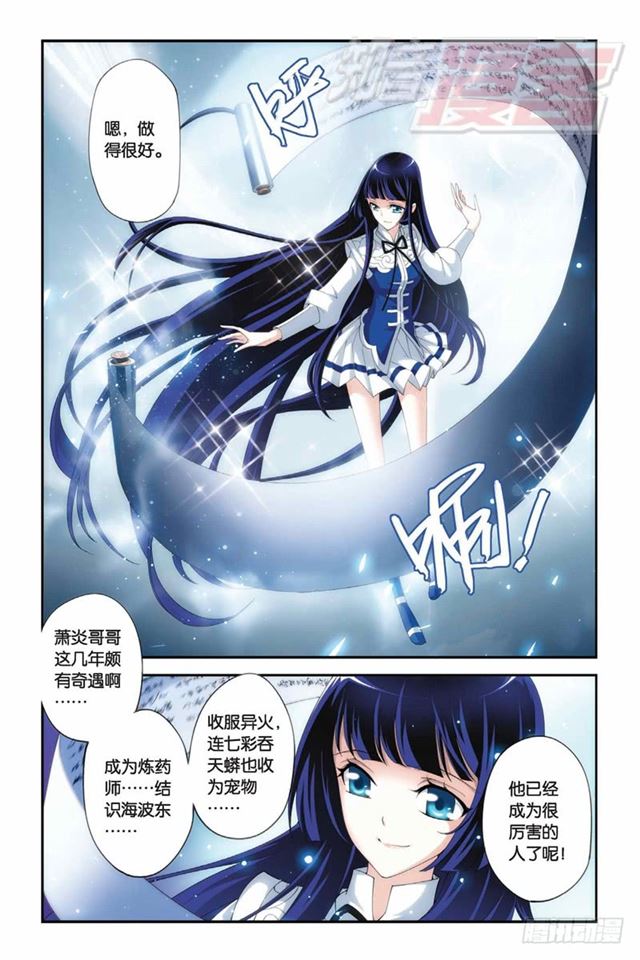 嗯，做
得很好。
呼
唰！
萧炎哥哥
这几年颇
有奇遇啊
……
成为炼药
师……结
识海波东
……
收服异火，
连七彩吞
天蟒也收
为宠物
……
他已经
成为很
厉害的
人了呢！
腾讯动漫